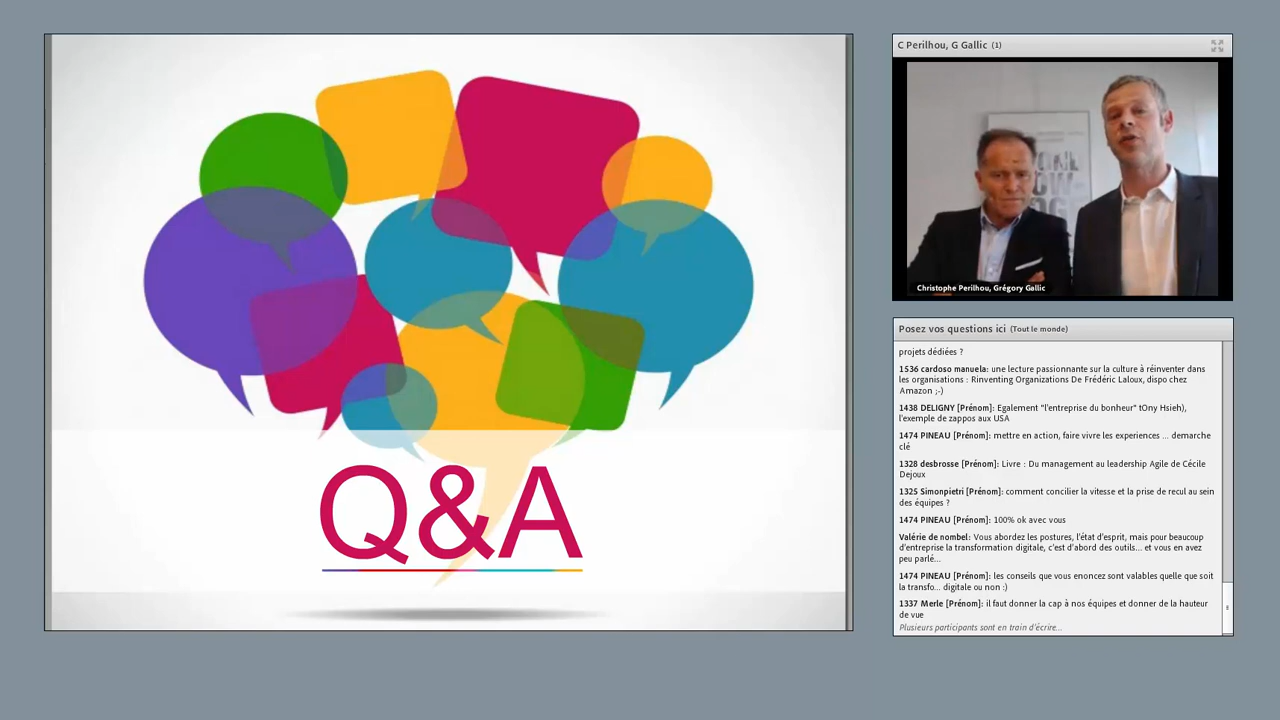 Q&A
C Perilhou, G Gallic (1)
Christophe Perilhou, Grégory Gallic
Posez vos questions ici (Tout le monde)
projets dédiées ?
1536 cardoso manuela: une lecture passionnante sur la culture à réinventer dans
les organisations : Rinventing Organizations De Frédéric Laloux, dispo chez
Amazon ;-)
1438 DELIGNY [Prénom]: Egalement "l'entreprise du bonheur" tOny Hsieh),
l'exemple de zappos aux USA
1474 PINEAU [Prénom]: mettre en action, faire vivre les experiences ... demarche
clé
1328 desbrosse [Prénom]: Livre : Du management au leadership Agile de Cécile
Dejoux
1325 Simonpietri [Prénom]: comment concilier la vitesse et la prise de recul au sein
des équipes ?
1474 PINEAU [Prénom]: 100% ok avec vous
Valérie de nombel: Vous abordez les postures, l'état d'esprit, mais pour beaucoup
d'entreprise la transformation digitale, c'est d'abord des outils... et vous en avez
peu parlé...
1474 PINEAU [Prénom]: les conseils que vous enoncez sont valables quelle que soit
la transfo... digitale ou non :)
1337 Merle [Prénom]: il faut donner la cap à nos équipes et donner de la hauteur
de vue
Plusieurs participants sont en train d'écrire...